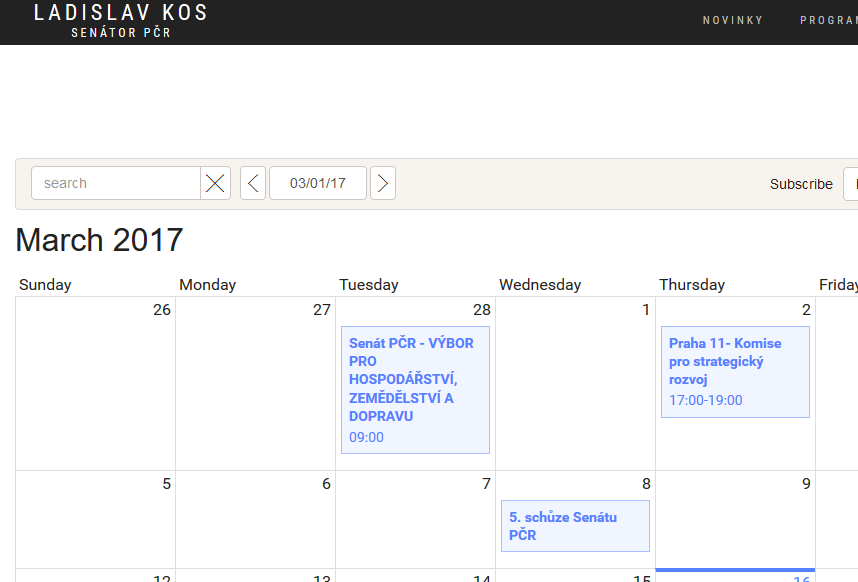 LADISLAV KOS
SENÁTOR PČR
NOVINKY
search
03/01/17
Subscribe
March 2017
Sunday Monday Tuesday Wednesday Thursday
26 27 28 1 2
Senát PČR - VÝBOR
PRO
HOSPODÁŘSTVÍ,
ZEMĚDĚLSTVÍ A
DOPRAVU
09:00
Praha 11- Komise
pro strategický
rozvoj
17:00-19:00
5 6 7 8 9
5. schůze Senátu
PČR
12 13 14 15 16